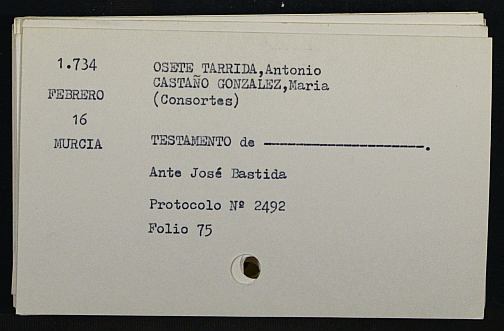 1.734
FEBRERO
16
MURCIA
OSETE TARRIDA,Antonio
CASTAÑO GONZALEZ,Maria
(Consortes)
TESTAMENTO de --------------------.
Ante José Bastida
Protocolo Nº 2492
Folio 75